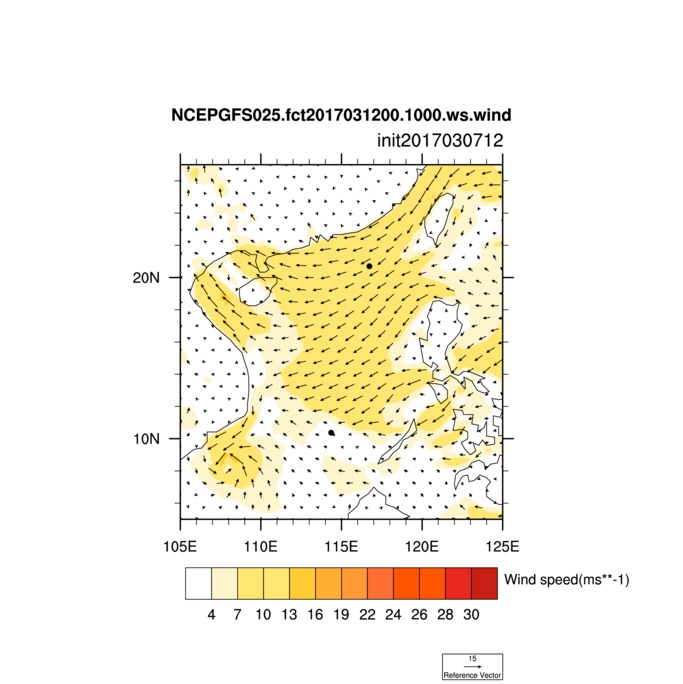 NCEPGFS025.fct2017031200.1000.ws.wind
init2017030712
20N
10N
105E 110E 115E 120E 125E
Wind speed(ms**-1)
4 7 10 13 16 19 22 24 26 28 30
15
Reference Vector